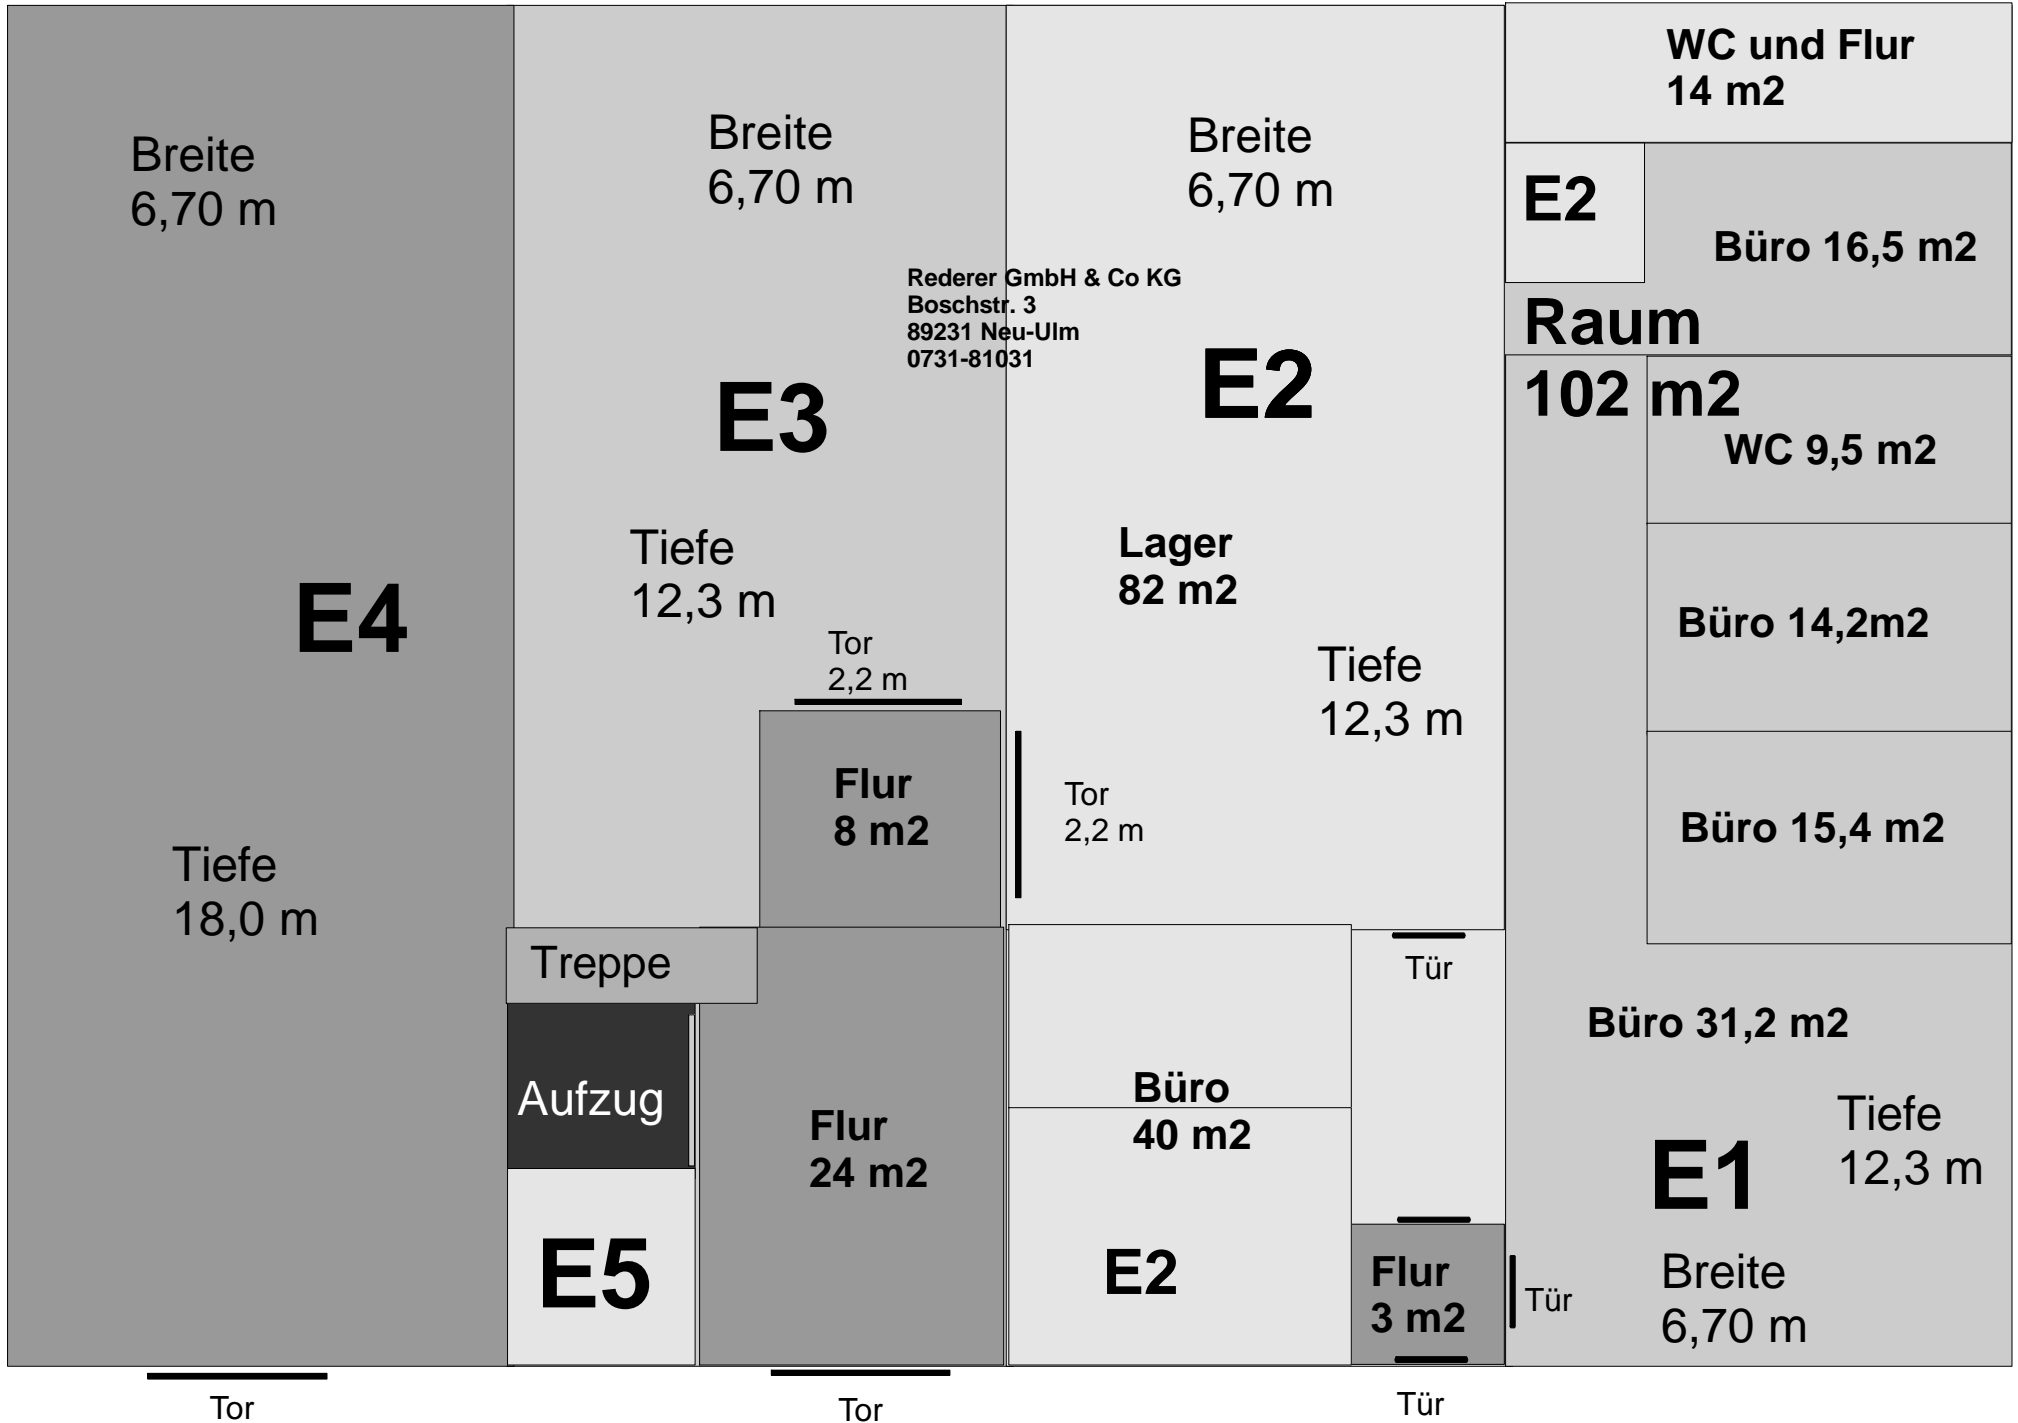 WC und Flur
14 m2
Breite
6,70 m
Breite
6,70 m
Breite
6,70 m
E2
Büro 16,5 m2
Rederer GmbH & Co KG
Boschstr. 3
89231 Neu-Ulm
0731-81031
Raum
102 m2
E3
E2
WC 9,5 m2
Tiefe
12,3 m
Lager
82 m2
E4
Büro 14,2m2
Tor
2,2 m
Tiefe
12,3 m
Flur
8 m2
Tor
2,2 m
Büro 15,4 m2
Tiefe
18,0 m
Treppe
Tür
Büro 31,2 m2
Aufzug
Büro
40 m2
Flur
24 m2
Tiefe
12,3 m
E1
E5
E2
Flur
3 m2
Tür
Breite
6,70 m
Tor
Tor
Tür